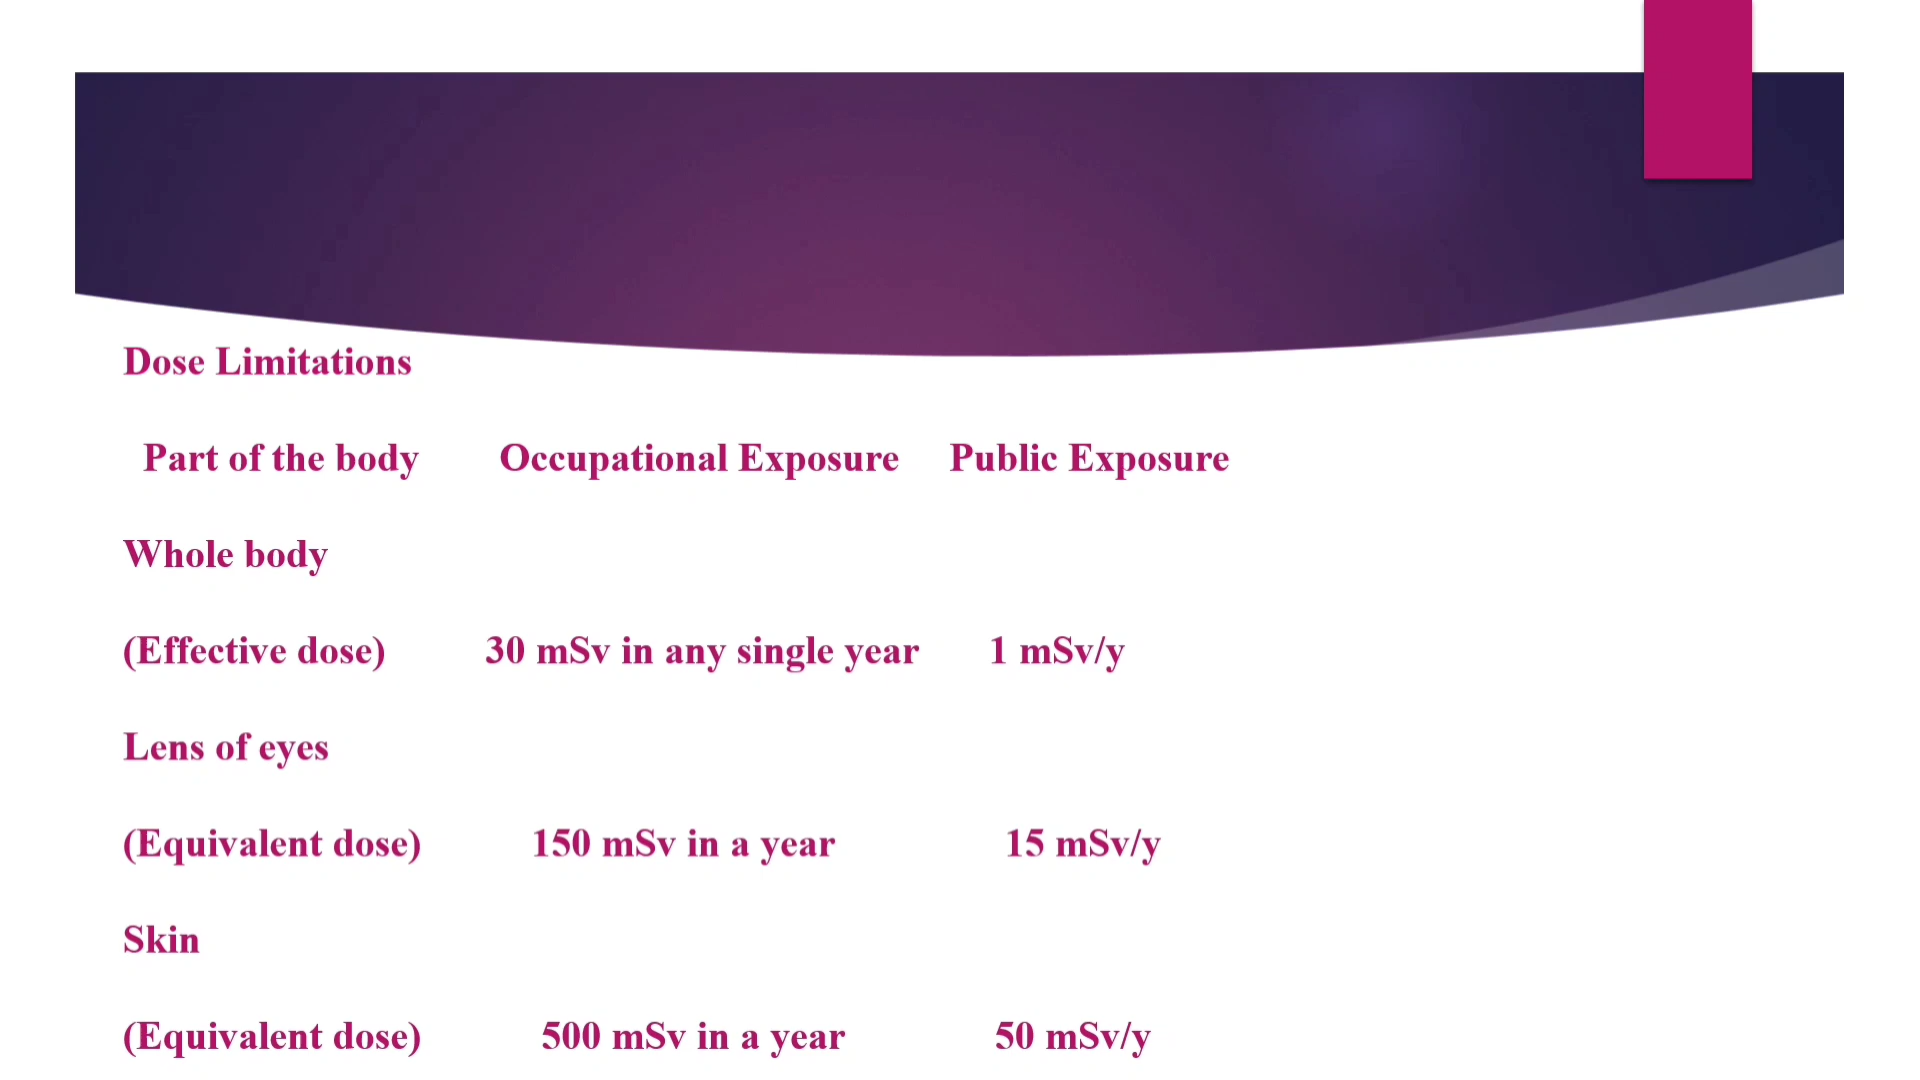 Dose Limitations
Part of the body Occupational Exposure Public Exposure
Whole body
(Effective dose) 30 mSv in any single year 1 mSv/y
Lens of eyes
(Equivalent dose) 150 mSv in a year 15 mSv/y
Skin
(Equivalent dose) 500 mSv in a year 50 mSv/y